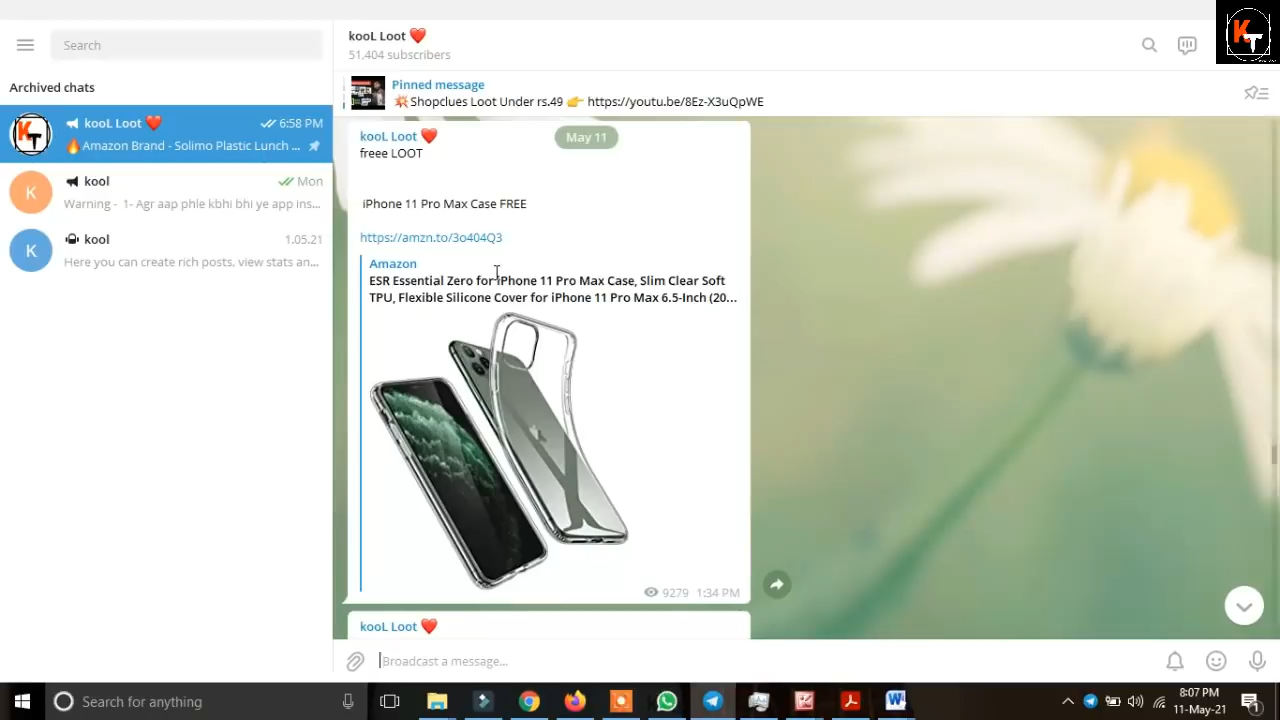 Search
kooL Loot ❤️
51,404 subscribers
KT
Archived chats
Pinned message
💥Shopclues Loot Under rs.49 👉 https://youtu.be/8Ez-X3uQpWE
KT
kooL Loot ❤️
6:58 PM
🔥Amazon Brand - Solimo Plastic Lunch ...
K
kool
Mon
Warning - 1- Agr aap phle kbhi bhi ye app ins...
K
kool
1.05.21
Here you can create rich posts, view stats an...
kooL Loot ❤️
May 11
freee LOOT
iPhone 11 Pro Max Case FREE
https://amzn.to/3o404Q3
Amazon
ESR Essential Zero for iPhone 11 Pro Max Case, Slim Clear Soft
TPU, Flexible Silicone Cover for iPhone 11 Pro Max 6.5-Inch (20...
9279 1:34 PM
kooL Loot ❤️
Broadcast a message...
Search for anything
8:07 PM
11-May-21
1